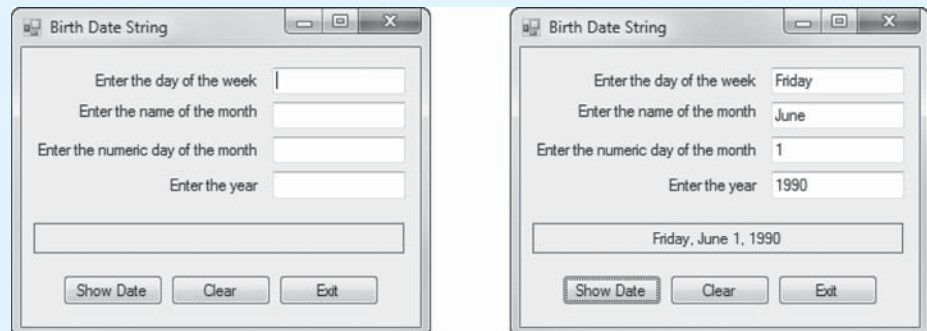 Birth Date String
Enter the day of the week
Enter the name of the month
Enter the numeric day of the month
Enter the year
Show Date Clear Exit
Birth Date String
Enter the day of the week Friday
Enter the name of the month June
Enter the numeric day of the month 1
Enter the year 1990
Friday, June 1, 1990
Show Date Clear Exit